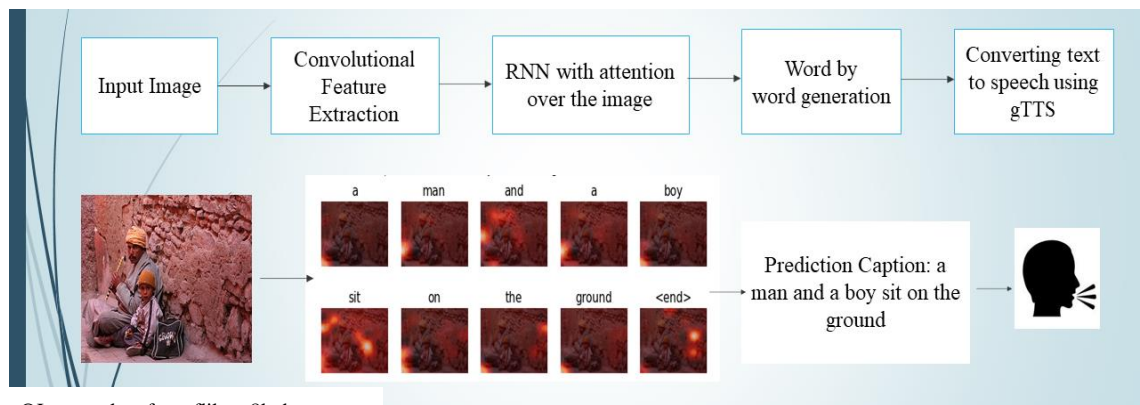 Input Image
Convolutional
Feature
Extraction
RNN with attention
over the image
Word by
word generation
Converting text
to speech using
gTTS
a man and a boy
sit on the ground <end>
Prediction Caption: a
man and a boy sit on the
ground